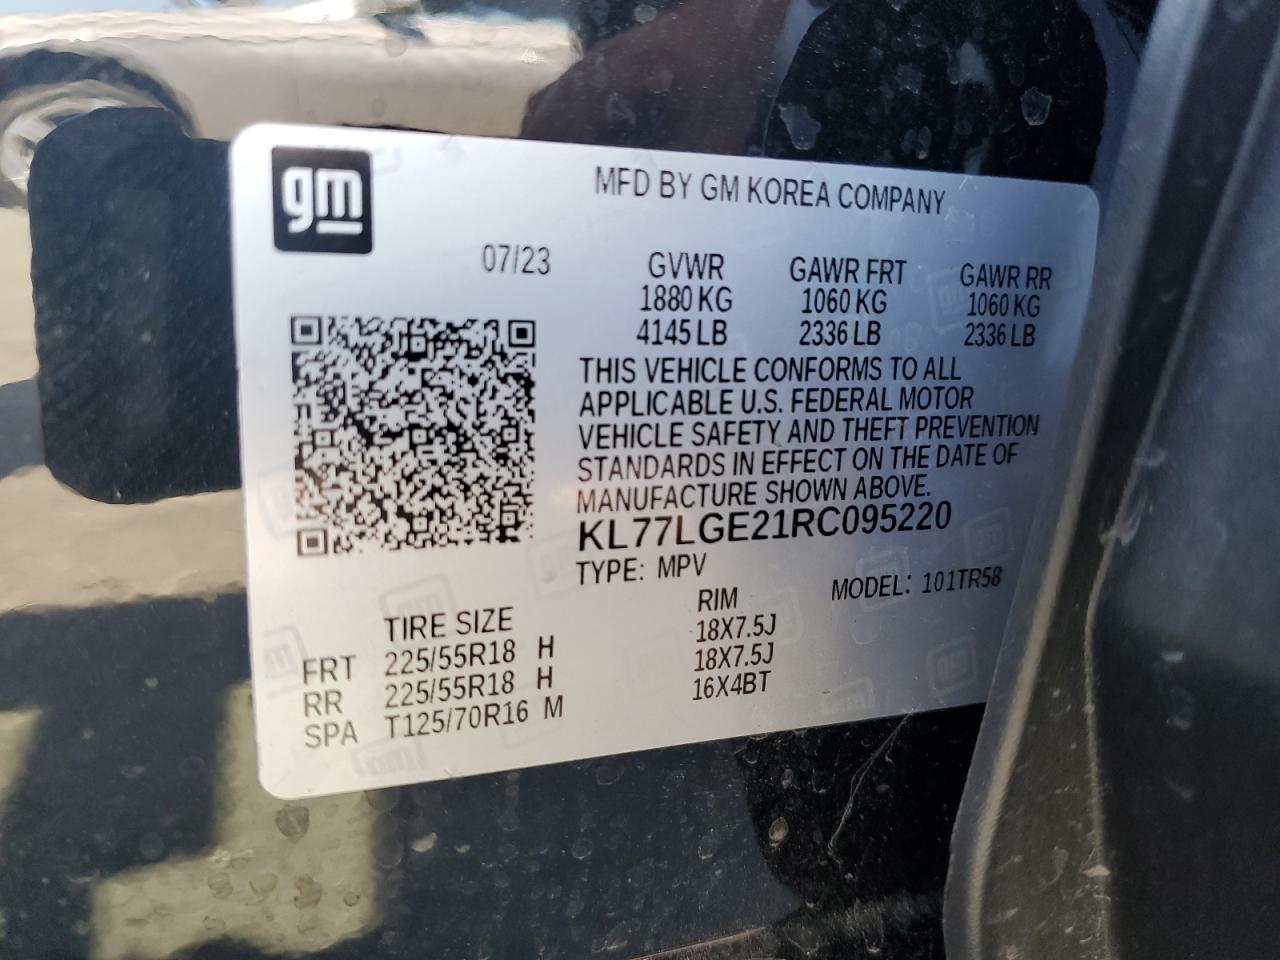 gm
MFD BY GM KOREA COMPANY
07/23
GVWR GAWR FRT GAWR RR
1880 KG 1060 KG 1060 KG
4145 LB 2336 LB 2336 LB
THIS VEHICLE CONFORMS TO ALL
APPLICABLE U.S. FEDERAL MOTOR
VEHICLE SAFETY AND THEFT PREVENTION
STANDARDS IN EFFECT ON THE DATE OF
MANUFACTURE SHOWN ABOVE.
KL77LGE21RC095220
TYPE: MPV MODEL: 101TR58
TIRE SIZE RIM
FRT 225/55R18 H 18X7.5J
RR 225/55R18 H 18X7.5J
SPA T125/70R16 M 16X4BT